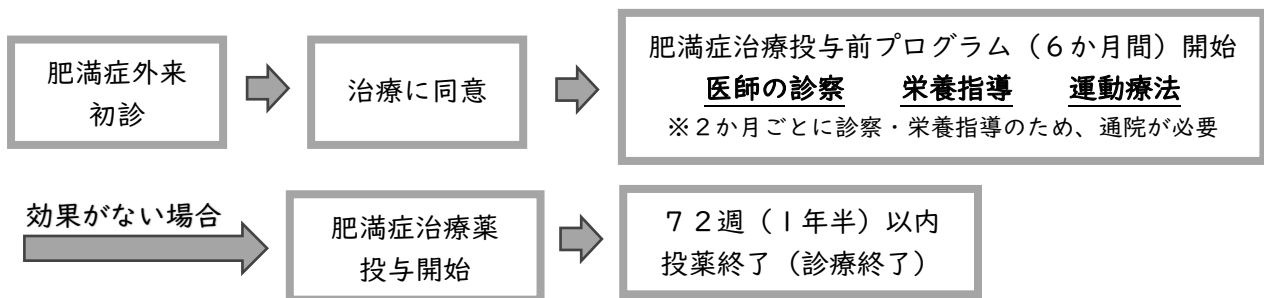 肥満症外来
初診
治療に同意
肥満症治療投与前プログラム（６か月間）開始
医師の診察　栄養指導　運動療法
※２か月ごとに診察・栄養指導のため、通院が必要
効果がない場合
肥満症治療薬
投与開始
７２週（１年半）以内
投薬終了（診療終了）